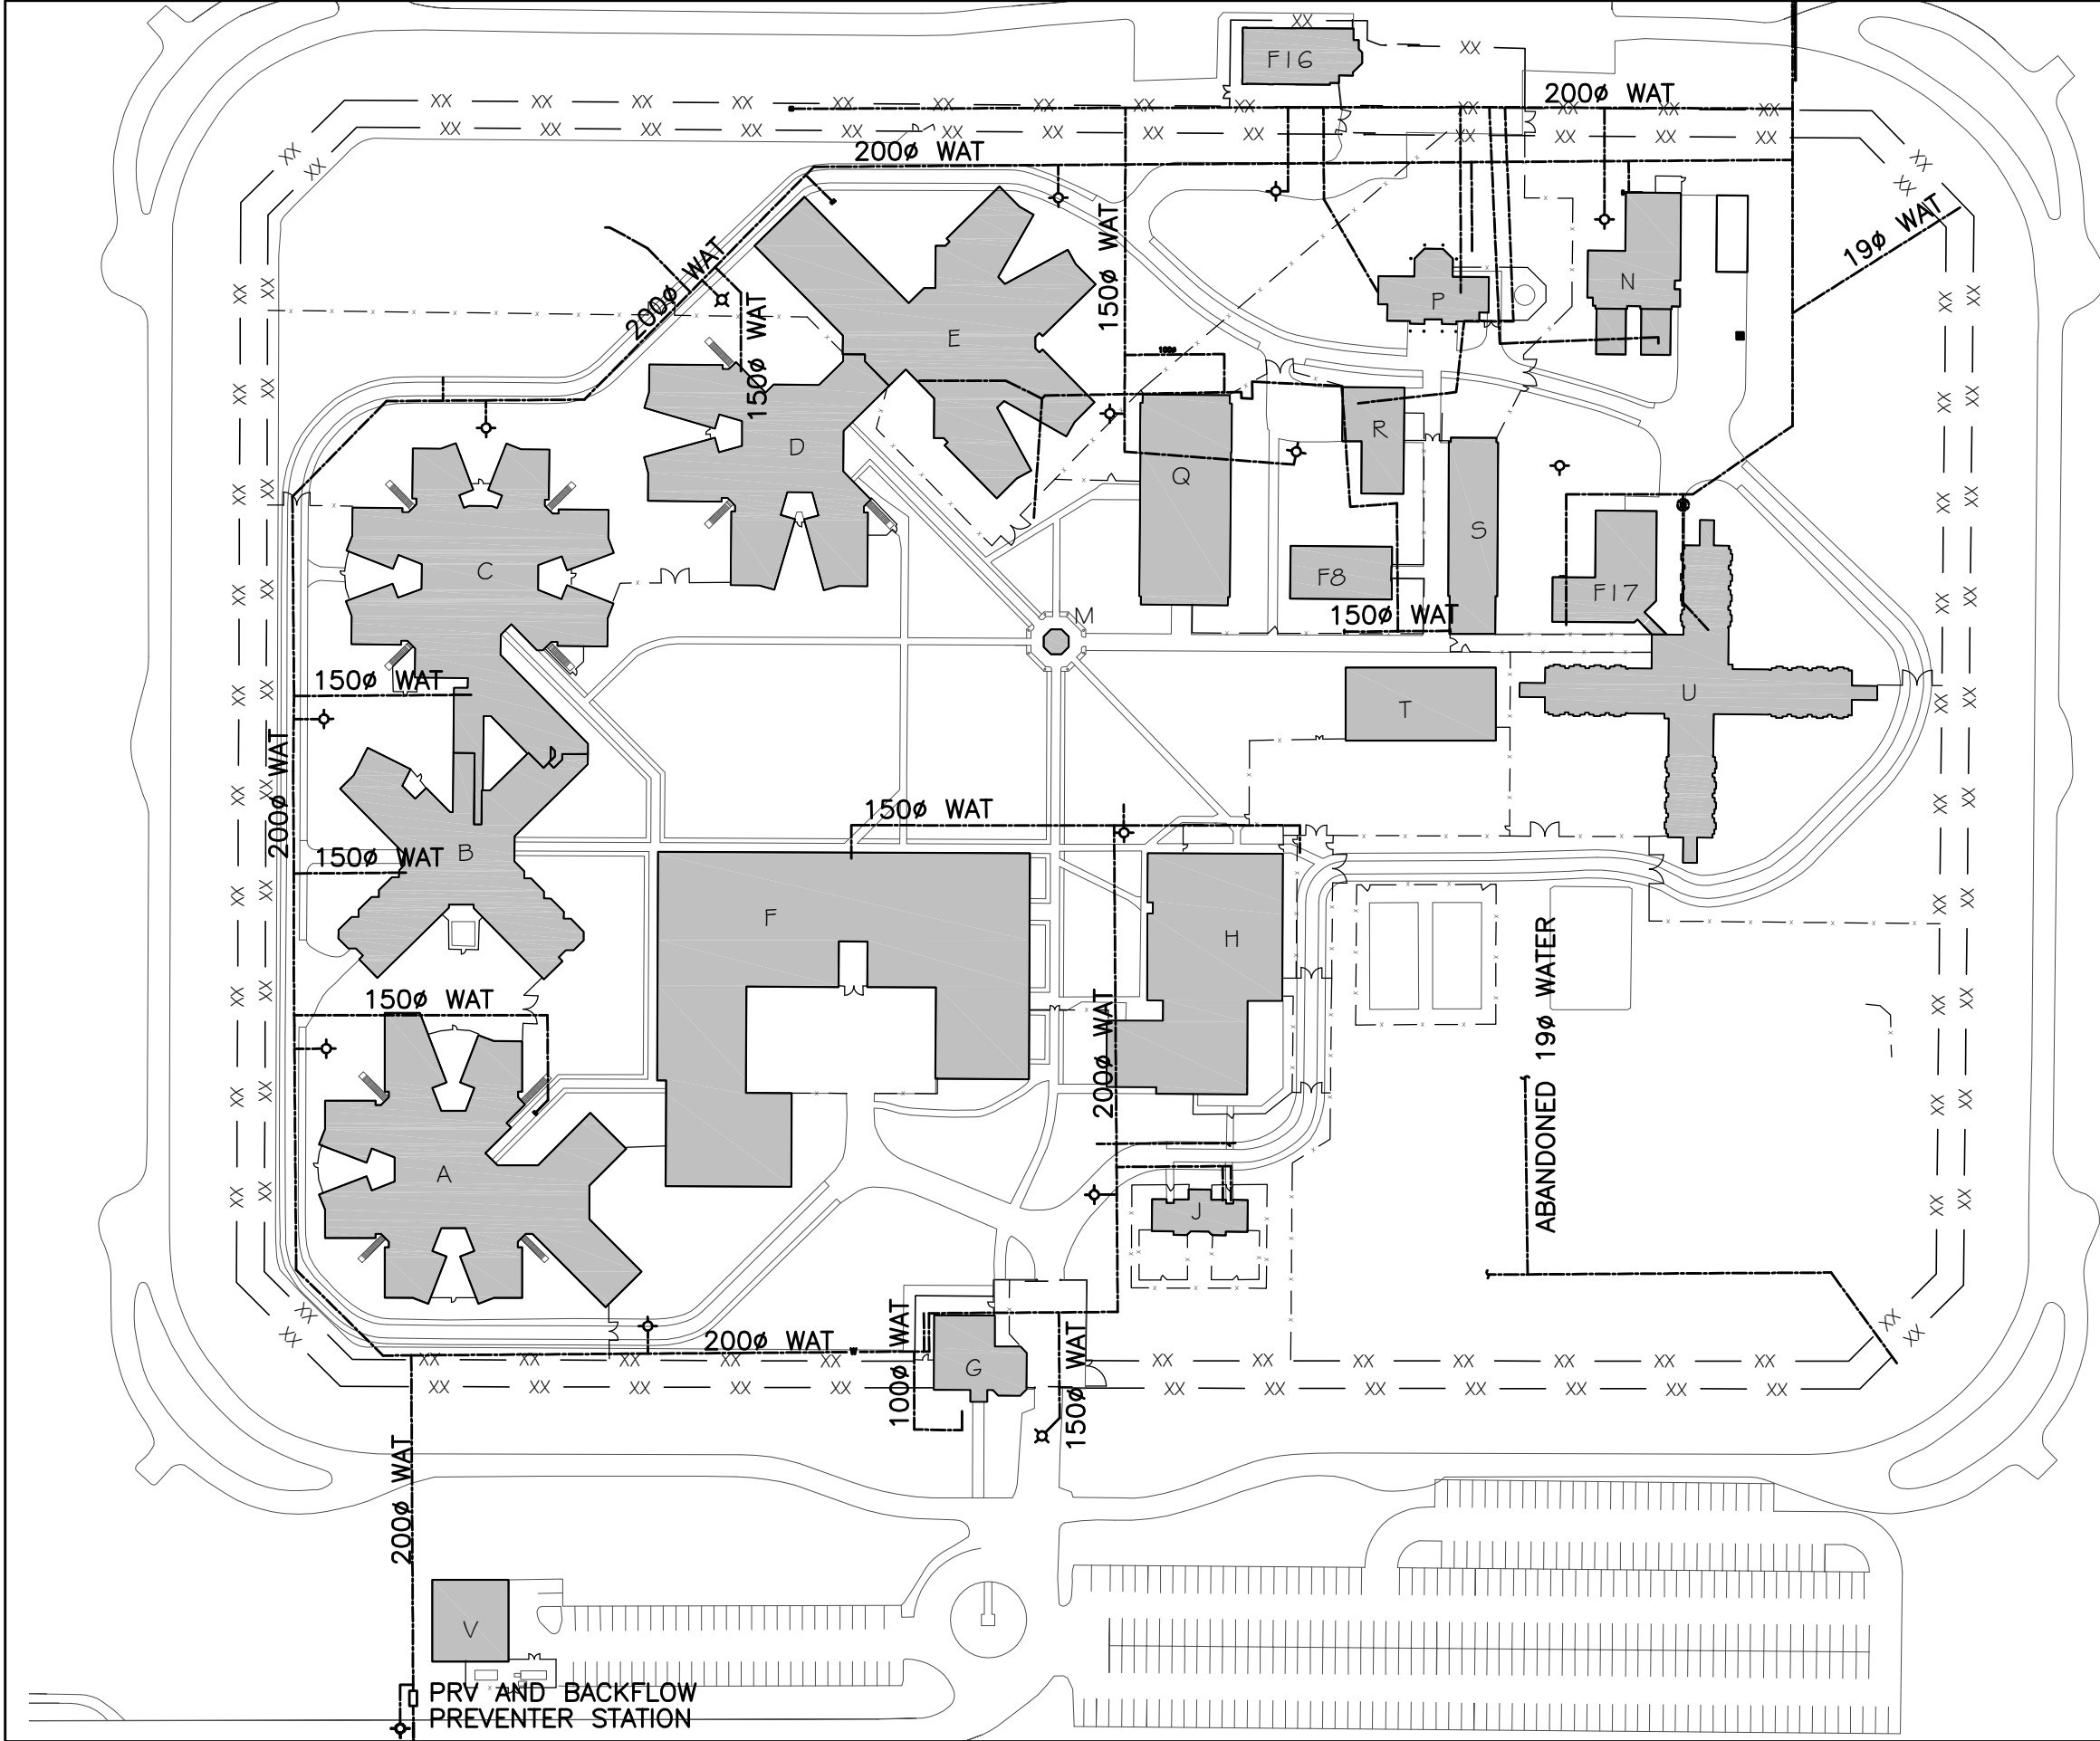 F16
200ø WAT
200ø WAT
19ø WAT
200ø WAT
150ø WAT
150ø WAT
N
P
E
R
D
Q
S
C
F8
F17
M
150ø WAT
150ø WAT
T
U
200ø WAT
150ø WAT
150ø WAT
B
F
H
ABANDONED 19ø WATER
150ø WAT
200ø WAT
A
J
200ø WAT
100ø WAT
G
150ø WAT
200ø WAT
V
PRV AND BACKFLOW
PREVENTER STATION